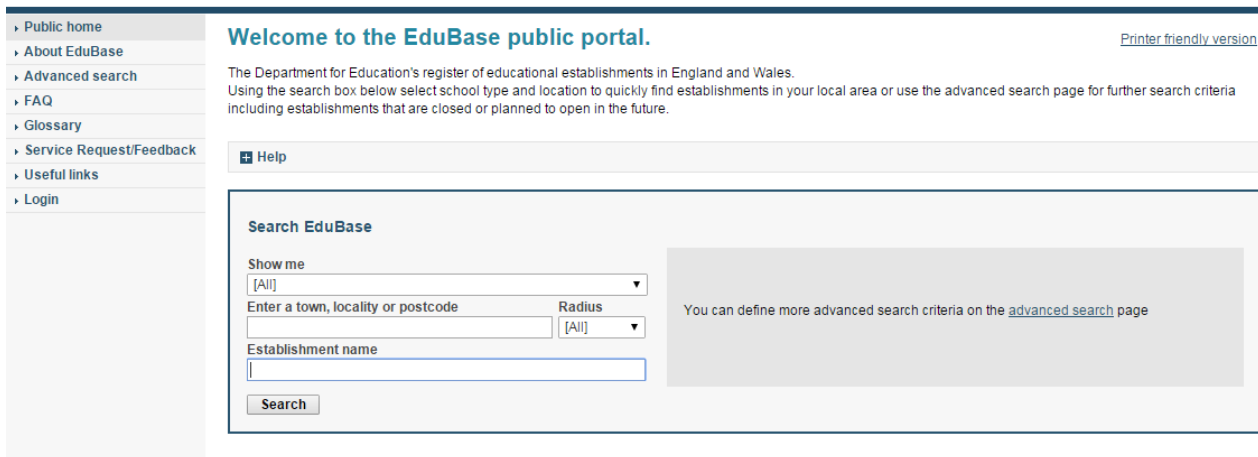 Public home
About EduBase
Advanced search
FAQ
Glossary
Service Request/Feedback
Useful links
Login
Welcome to the EduBase public portal.
Printer friendly version
The Department for Education's register of educational establishments in England and Wales.
Using the search box below select school type and location to quickly find establishments in your local area or use the advanced search page for further search criteria
including establishments that are closed or planned to open in the future.
Help
Search EduBase
Show me
[All]
Enter a town, locality or postcode Radius
[All]
Establishment name
Search
You can define more advanced search criteria on the advanced search page